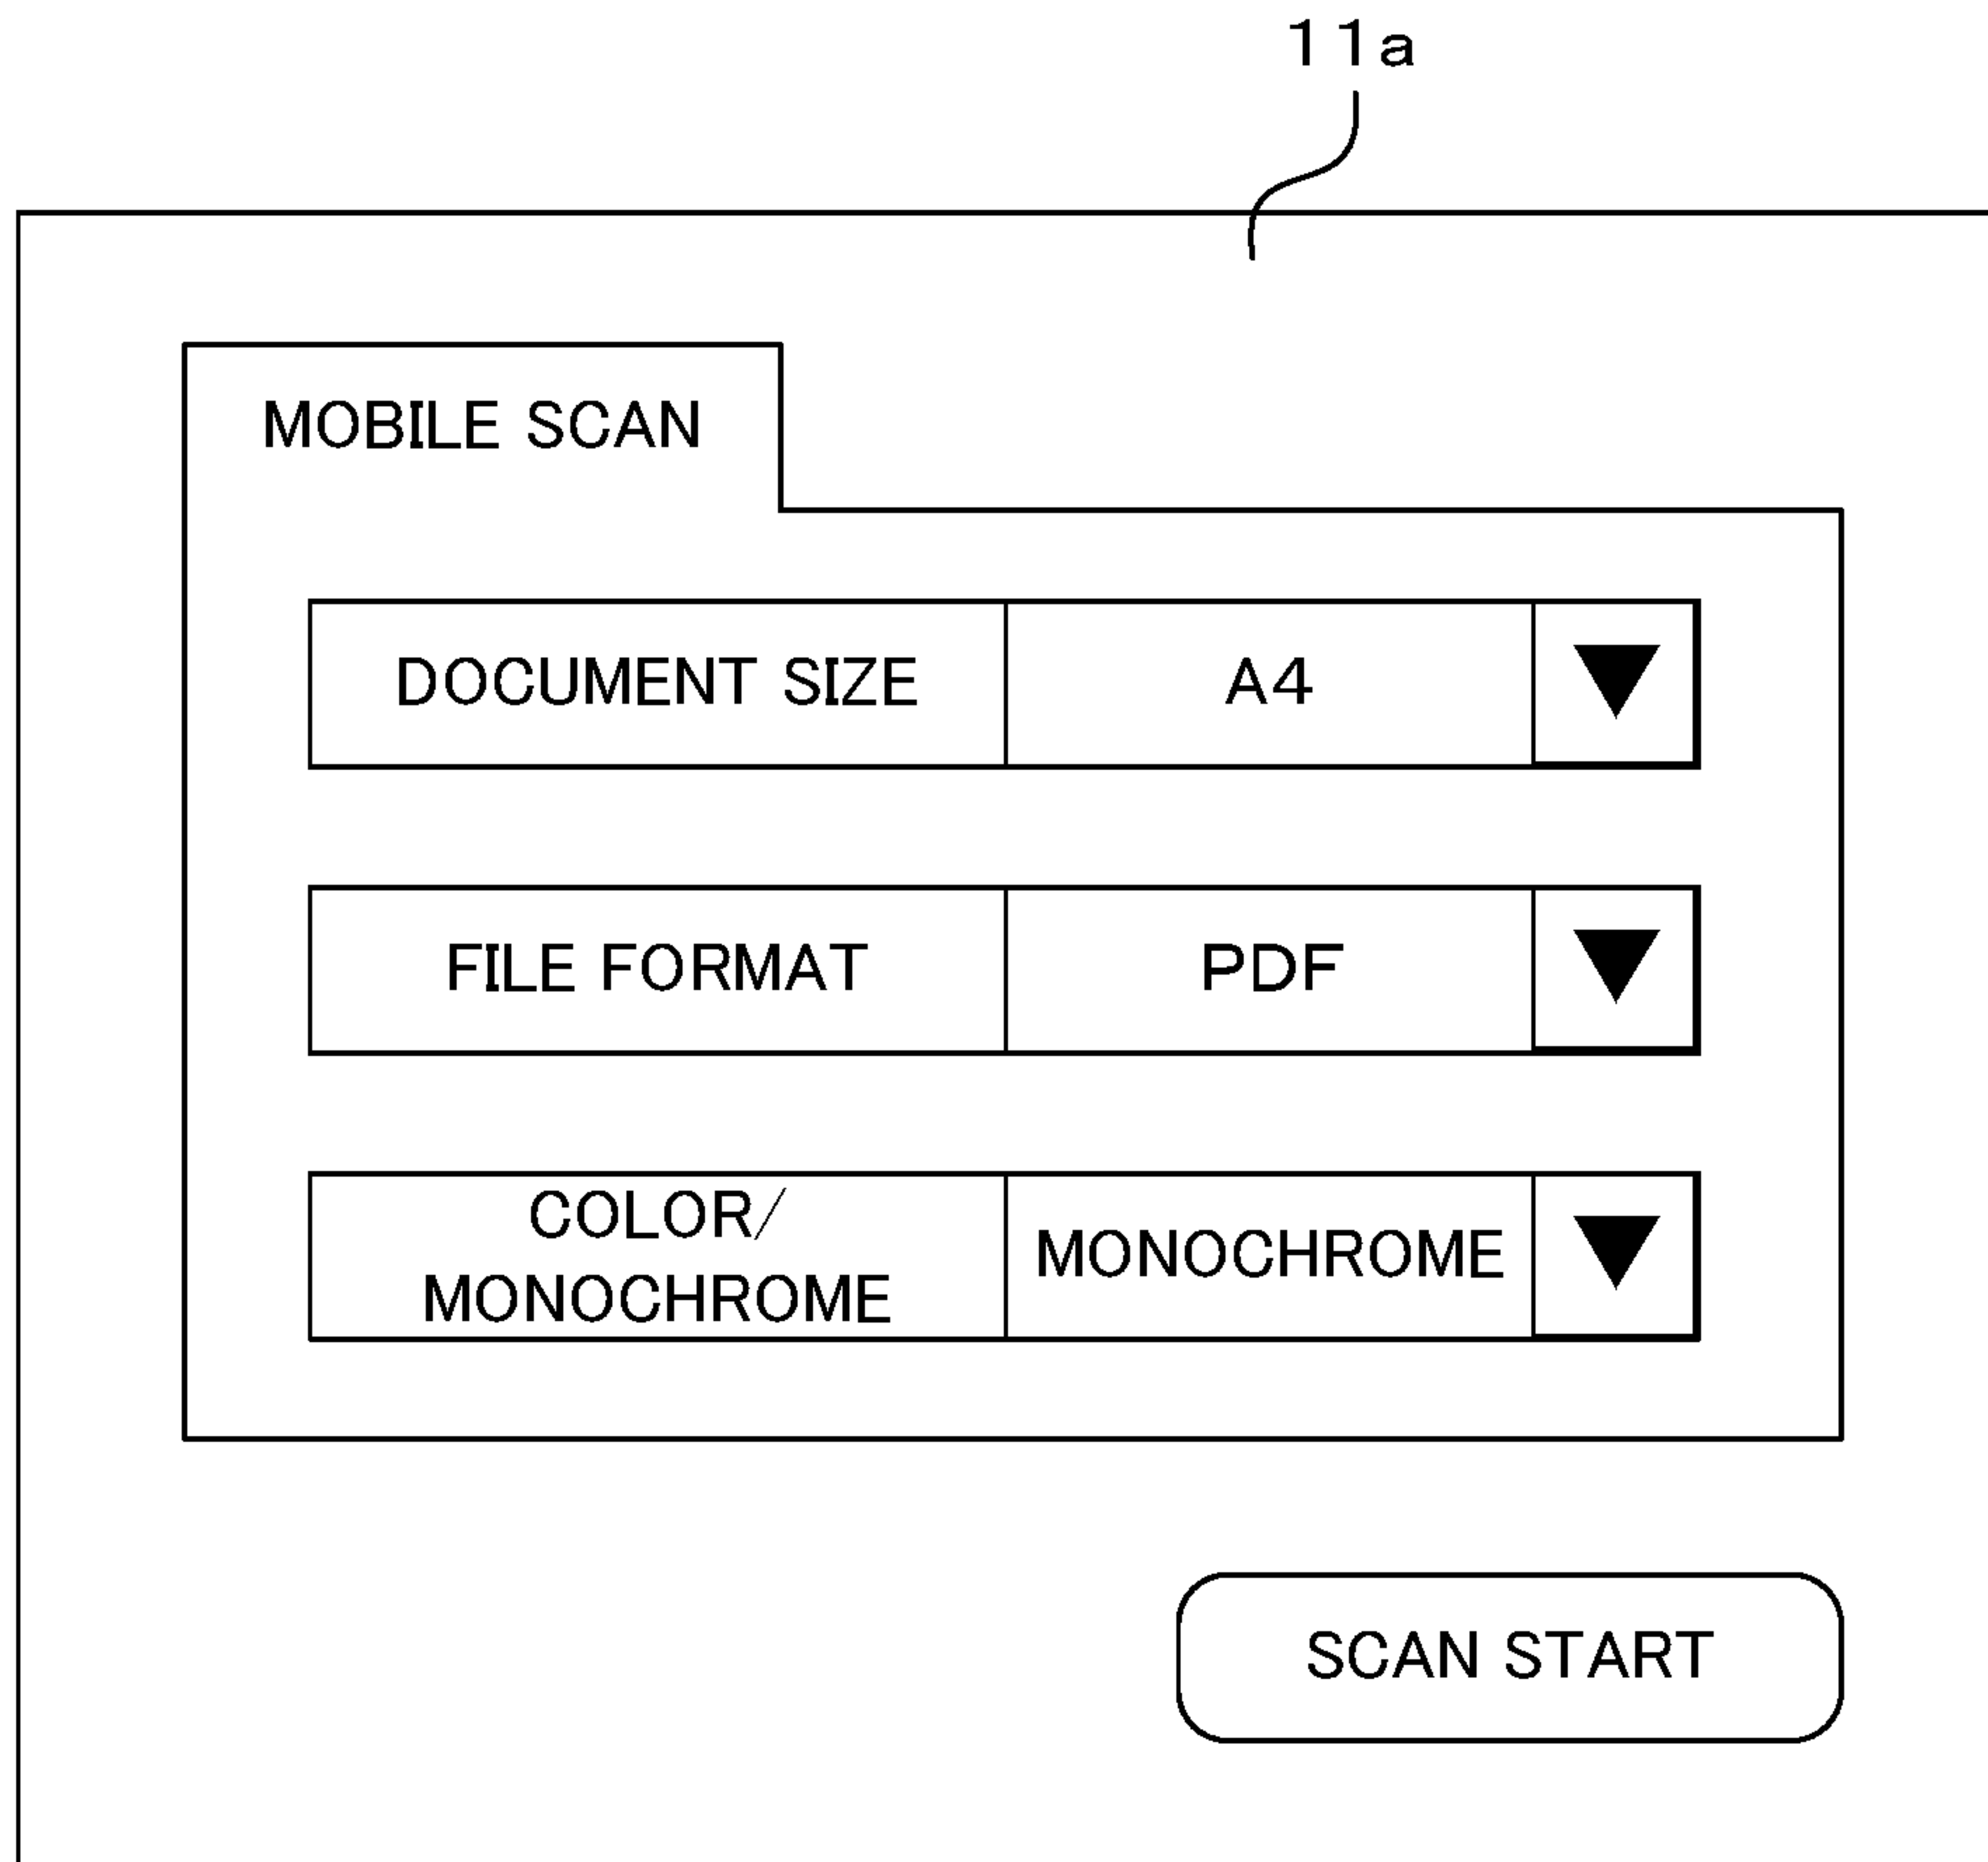 11a
MOBILE SCAN
DOCUMENT SIZE A4
FILE FORMAT PDF
COLOR/
MONOCHROME MONOCHROME
SCAN START